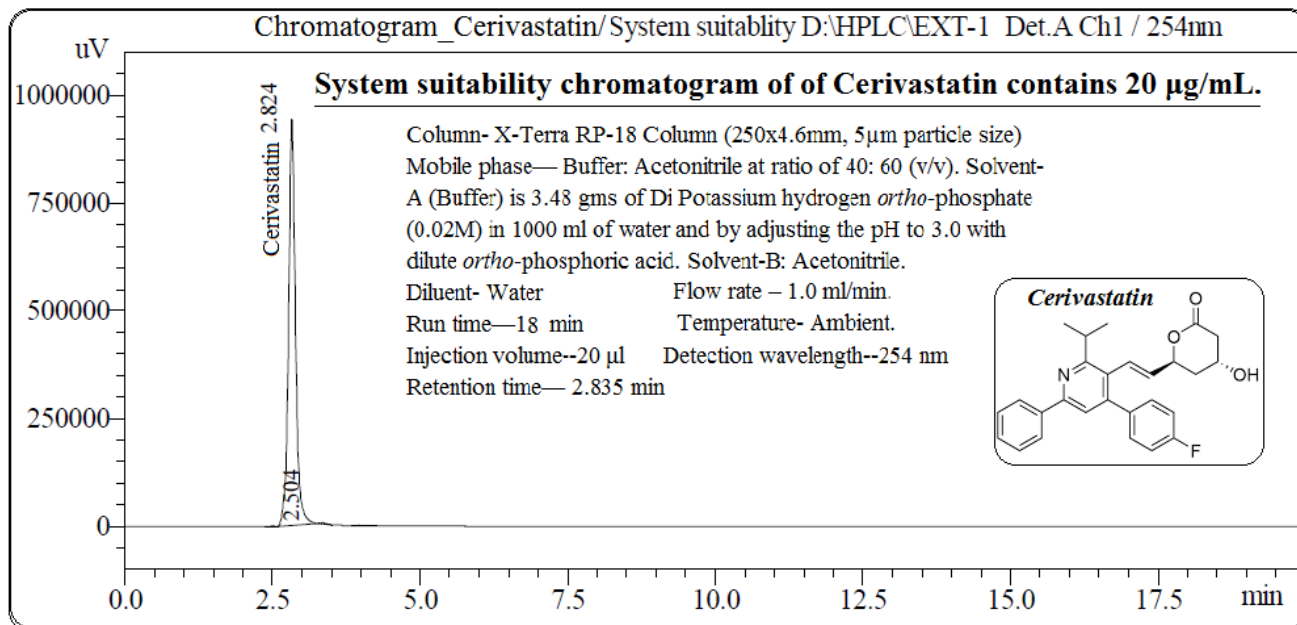 Chromatogram_Cerivastatin/ System suitablity D:\HPLC\EXT-1 Det.A Ch1 / 254nm
uV
System suitability chromatogram of of Cerivastatin contains 20 µg/mL.
1000000
750000
500000
250000
0
Cerivastatin 2.824
2.504
Column- X-Terra RP-18 Column (250x4.6mm, 5µm particle size)
Mobile phase— Buffer: Acetonitrile at ratio of 40: 60 (v/v). Solvent-
A (Buffer) is 3.48 gms of Di Potassium hydrogen ortho-phosphate
(0.02M) in 1000 ml of water and by adjusting the pH to 3.0 with
dilute ortho-phosphoric acid. Solvent-B: Acetonitrile.
Diluent- Water Flow rate – 1.0 ml/min.
Run time—18 min Temperature- Ambient.
Injection volume--20 µl Detection wavelength--254 nm
Retention time— 2.835 min
Cerivastatin
O
O
N
OH
F
0.0 2.5 5.0 7.5 10.0 12.5 15.0 17.5 min